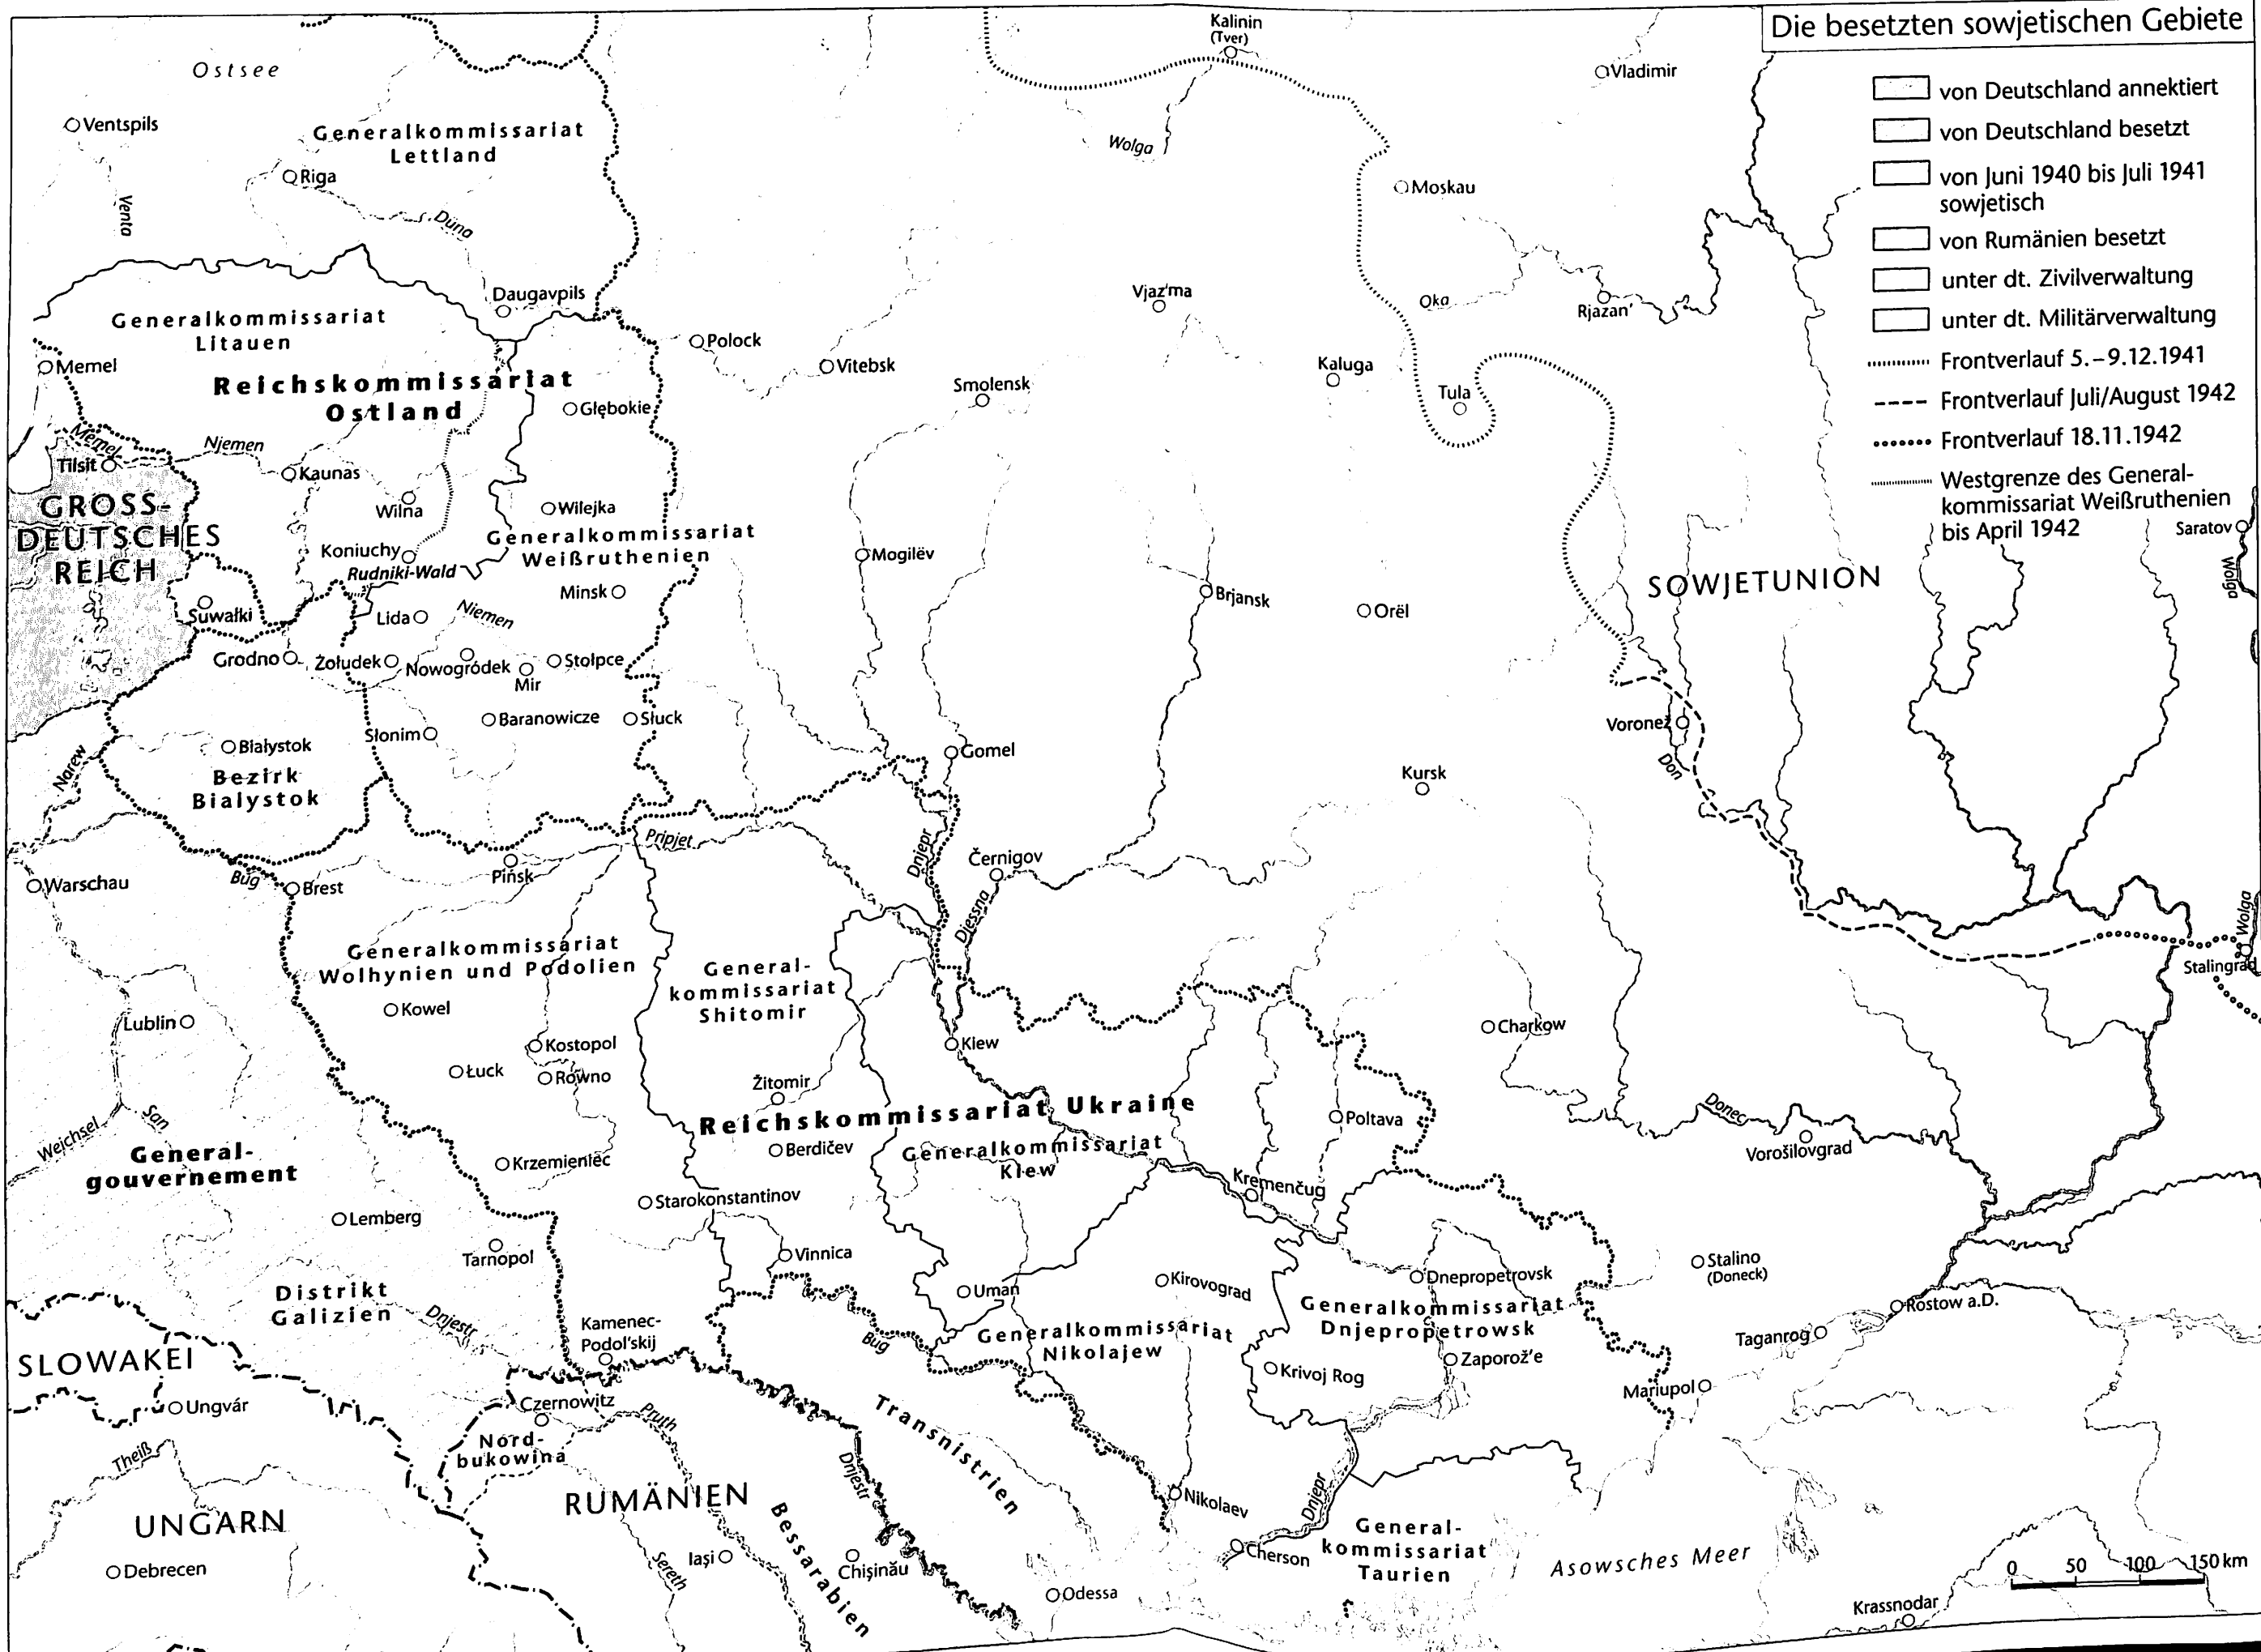 Die besetzten sowjetischen Gebiete
von Deutschland annektiert
von Deutschland besetzt
von Juni 1940 bis Juli 1941
sowjetisch
von Rumänien besetzt
unter dt. Zivilverwaltung
unter dt. Militärverwaltung
Frontverlauf 5.–9.12.1941
Frontverlauf Juli/August 1942
Frontverlauf 18.11.1942
Westgrenze des General-
kommissariat Weißruthenien
bis April 1942
Kalinin
(Tver)
Ostsee
Vladimir
Ventspils
Generalkommissariat
Lettland
Wolga
Riga
Moskau
Venta
Düna
Daugavpils
Vjaz'ma
Oka
Rjazan'
Generalkommissariat
Litauen
Polock
Memel
Vitebsk
Kaluga
Reichskommissariat
Ostland
Smolensk
Tula
Głębokie
Memel
Njemen
Tilsit
Kaunas
GROSS-
DEUTSCHES
REICH
Wilna
Wilejka
Saratov
Generalkommissariat
Weißruthenien
Koniuchy
Rudniki-Wald
Mogilëv
Wolga
SOWJETUNION
Minsk
Brjansk
Orël
Suwałki
Lida
Niemen
Grodno
Żołudek
Nowogródek
Mir
Stołpce
Baranowicze
Słuck
Słonim
Voronež
Don
Białystok
Gomel
Narew
Bezirk
Bialystok
Kursk
Pripjet
Dnjepr
Černigov
Pińsk
Warschau
Bug
Brest
Djessna
Wolga
Stalingrad
Generalkommissariat
Wolhynien und Podolien
General-
kommissariat
Shitomir
Kowel
Lublin
Charkow
Kostopol
Kiew
Łuck
Równo
Žitomir
Reichskommissariat Ukraine
Poltava
Donec
Weichsel
San
Vorošilovgrad
General-
gouvernement
Krzemieniec
Berdičev
Generalkommissariat
Kiew
Kremenčug
Starokonstantinov
Lemberg
Tarnopol
Vinnica
Stalino
(Doneck)
Distrikt
Galizien
Uman
Kirovograd
Dnepropetrovsk
Rostow a.D.
Generalkommissariat
Dnjepropetrowsk
Dnjestr
Kamenec-
Podol'skij
Bug
Generalkommissariat
Nikolajew
Taganrog
SLOWAKEI
Krivoj Rog
Zaporož'e
Mariupol
Ungvár
Czernowitz
Pruth
Transnistrien
Nord-
bukowina
Theiß
Dnjestr
RUMÄNIEN
Nikolaev
Dnjepr
UNGARN
Bessarabien
General-
kommissariat
Taurien
Cherson
Asowsches Meer
Debrecen
Sereth
Iași
Chișinău
Odessa
0 50 100 150 km
Krassnodar